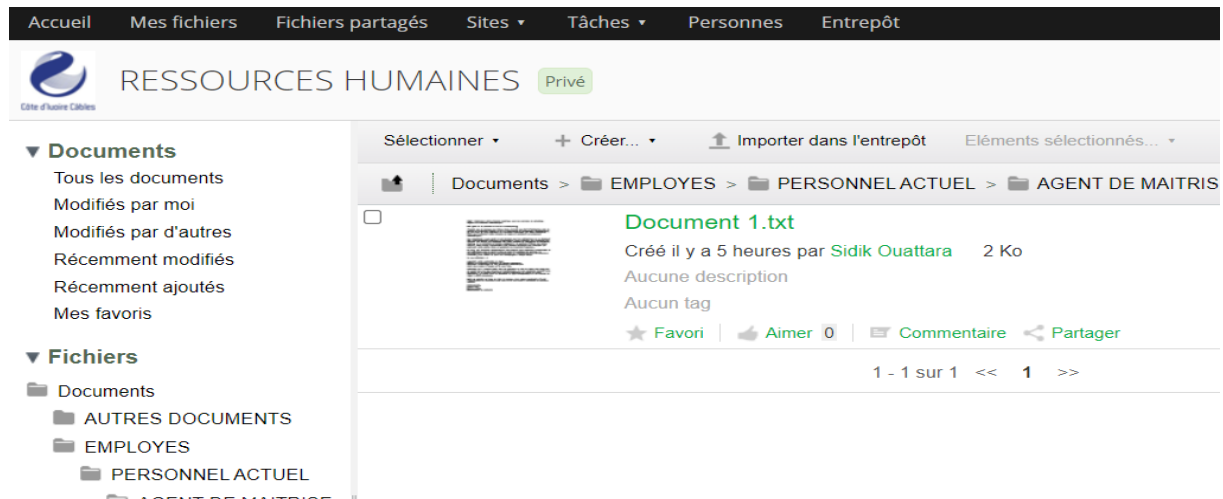 Accueil Mes fichiers Fichiers partagés Sites ▾ Tâches ▾ Personnes Entrepôt
Côte d'Ivoire Câbles
RESSOURCES HUMAINES Privé
Sélectionner ▾ + Créer... ▾ Importer dans l'entrepôt Eléments sélectionnés... ▾
Documents > EMPLOYES > PERSONNEL ACTUEL > AGENT DE MAITRIS
▾ Documents
Tous les documents
Modifiés par moi
Modifiés par d'autres
Récemment modifiés
Récemment ajoutés
Mes favoris
▾ Fichiers
Documents
AUTRES DOCUMENTS
EMPLOYES
PERSONNEL ACTUEL
AGENT DE MAITRISE
Document 1.txt
Créé il y a 5 heures par Sidik Ouattara 2 Ko
Aucune description
Aucun tag
Favori Aimer 0 Commentaire Partager
1 - 1 sur 1 << 1 >>